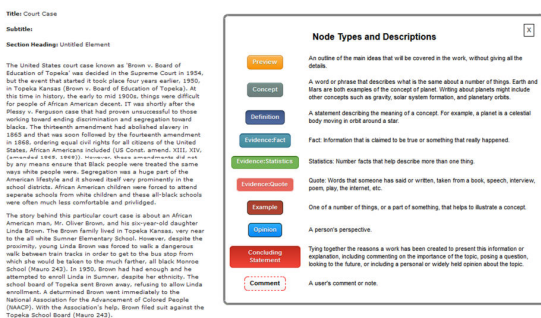 Title: Court Case
Subtitle:
Section Heading: Untitled Element
The United States court case known as 'Brown v. Board of
Education of Topeka' was decided in the Supreme Court in 1954,
but the event that started it took place four years earlier, 1950,
in Topeka Kansas (Brown v. Board of Education of Topeka). At
this time in history, the early to mid 1900s, things were difficult
for people of African American decent. IT was shortly after the
Plessy v. Ferguson case that had proven unsuccessful to those
working toward ending discrimination and segregation toward
blacks. The thirteenth amendment had abolished slavery in
1865 and that was soon followed by the fourteenth amendment
in 1868, ordering equal civil rights for all citizens of the United
States, African Americans included (US Const. amend. XIII, XIV,
(amended 1865, 1868)). However, these amendments did not
by any means ensure that Black people were treated the same
ways white people were. Segregation was a huge part of the
American lifestyle and it showed itself very prominently in the
school districts. African American children were forced to attend
seperate schools from white children and these all-black schools
were often much less comfortable and privlidged.
The story behind this particular court case is about an African
American man, Mr. Oliver Brown, and his six-year-old daughter
Linda Brown. The Brown family lived in Topeka Kansas, very near
to the all white Sumner Elementary School. However, despite the
proximity, young Linda Brown was forced to walk a dangerous
walk between train tracks in order to get to the bus stop from
which she would be taken to the much farther, all black Monroe
School (Mauro 243). In 1950, Brown had had enough and he
attempted to enroll Linda in Sumner, despite her ethnicity. The
school board of Topeka sent Brown away, refusing to allow Linda
enrollment. A determined Brown went immediately to the
National Association for the Advancement of Colored People
(NAACP). With the Association's help, Brown filed suit against the
Topeka School Board (Mauro 243).
Node Types and Descriptions
X
Preview
An outline of the main ideas that will be covered in the work, without giving all the
details.
Concept
A word or phrase that describes what is the same about a number of things. Earth and
Mars are both examples of the concept of planet. Writing about planets might include
other concepts such as gravity, solar system formation, and planetary orbits.
Definition
A statement describing the meaning of a concept. For example, a planet is a celestial
body moving in orbit around a star.
Evidence:Fact
Fact: Information that is claimed to be true or something that really happened.
Evidence:Statistics
Statistics: Number facts that help describe more than one thing.
Evidence:Quote
Quote: Words that someone has said or written, taken from a book, speech, interview,
poem, play, the internet, etc.
Example
One of a number of things, or a part of something, that helps to illustrate a concept.
Opinion
A person's perspective.
Concluding
Statement
Tying together the reasons a work has been created to present this information or
explanation, including commenting on the importance of the topic, posing a question,
looking to the future, or including a personal or widely held opinion about the topic.
Comment
A user's comment or note.